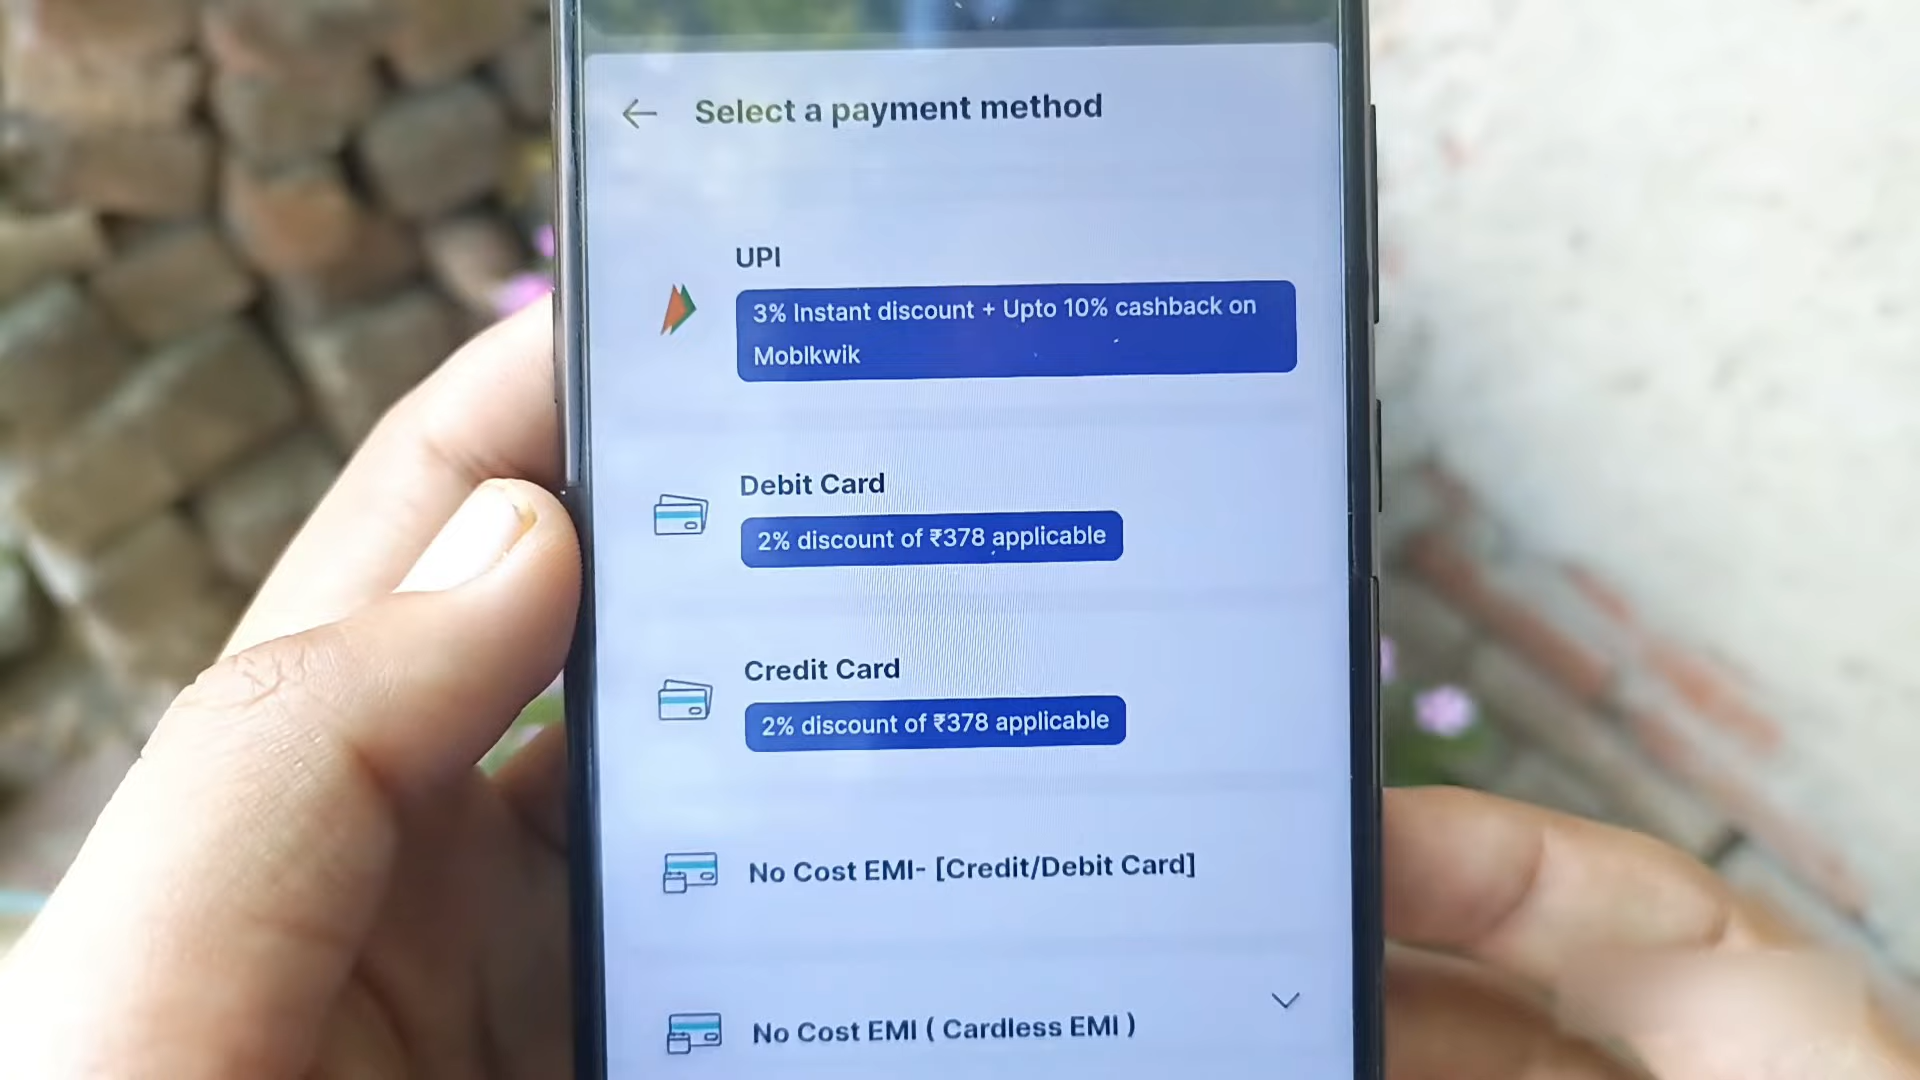 Select a payment method
UPI
3% Instant discount + Upto 10% cashback on
Moblkwik
Debit Card
2% discount of ₹378 applicable
Credit Card
2% discount of ₹378 applicable
No Cost EMI- [Credit/Debit Card]
No Cost EMI ( Cardless EMI )